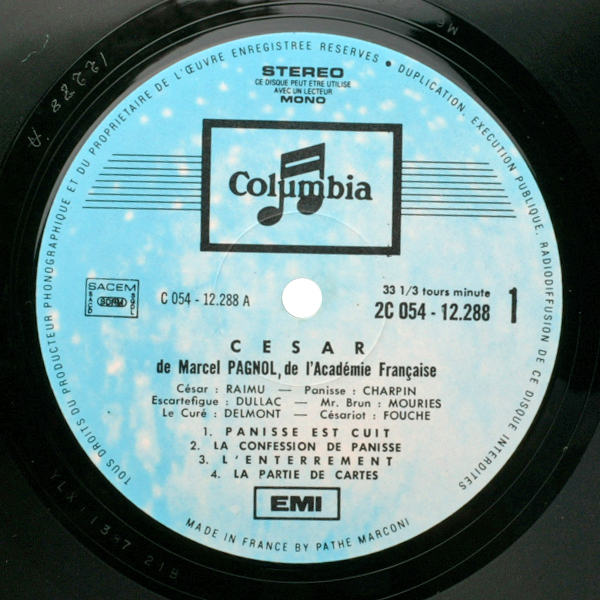 TOUS DROITS DU PRODUCTEUR PHONOGRAPHIQUE ET DU PROPRIETAIRE DE L'ŒUVRE ENREGISTREE RESERVES • DUPLICATION, EXECUTION PUBLIQUE, RADIODIFFUSION DE CE DISQUE INTERDITES
STEREO
CE DISQUE PEUT ETRE UTILISE
AVEC UN LECTEUR
MONO
Columbia
SACEM
C 054 - 12.288 A
33 1/3 tours minute
2C 054 - 12.288 1
CESAR
de Marcel PAGNOL, de l'Académie Française
César : RAIMU — Panisse : CHARPIN
Escartefigue : DULLAC — Mr. Brun : MOURIES
Le Curé : DELMONT — Césariot : FOUCHE
1. PANISSE EST CUIT
2. LA CONFESSION DE PANISSE
3. L'ENTERREMENT
4. LA PARTIE DE CARTES
EMI
MADE IN FRANCE BY PATHE MARCONI